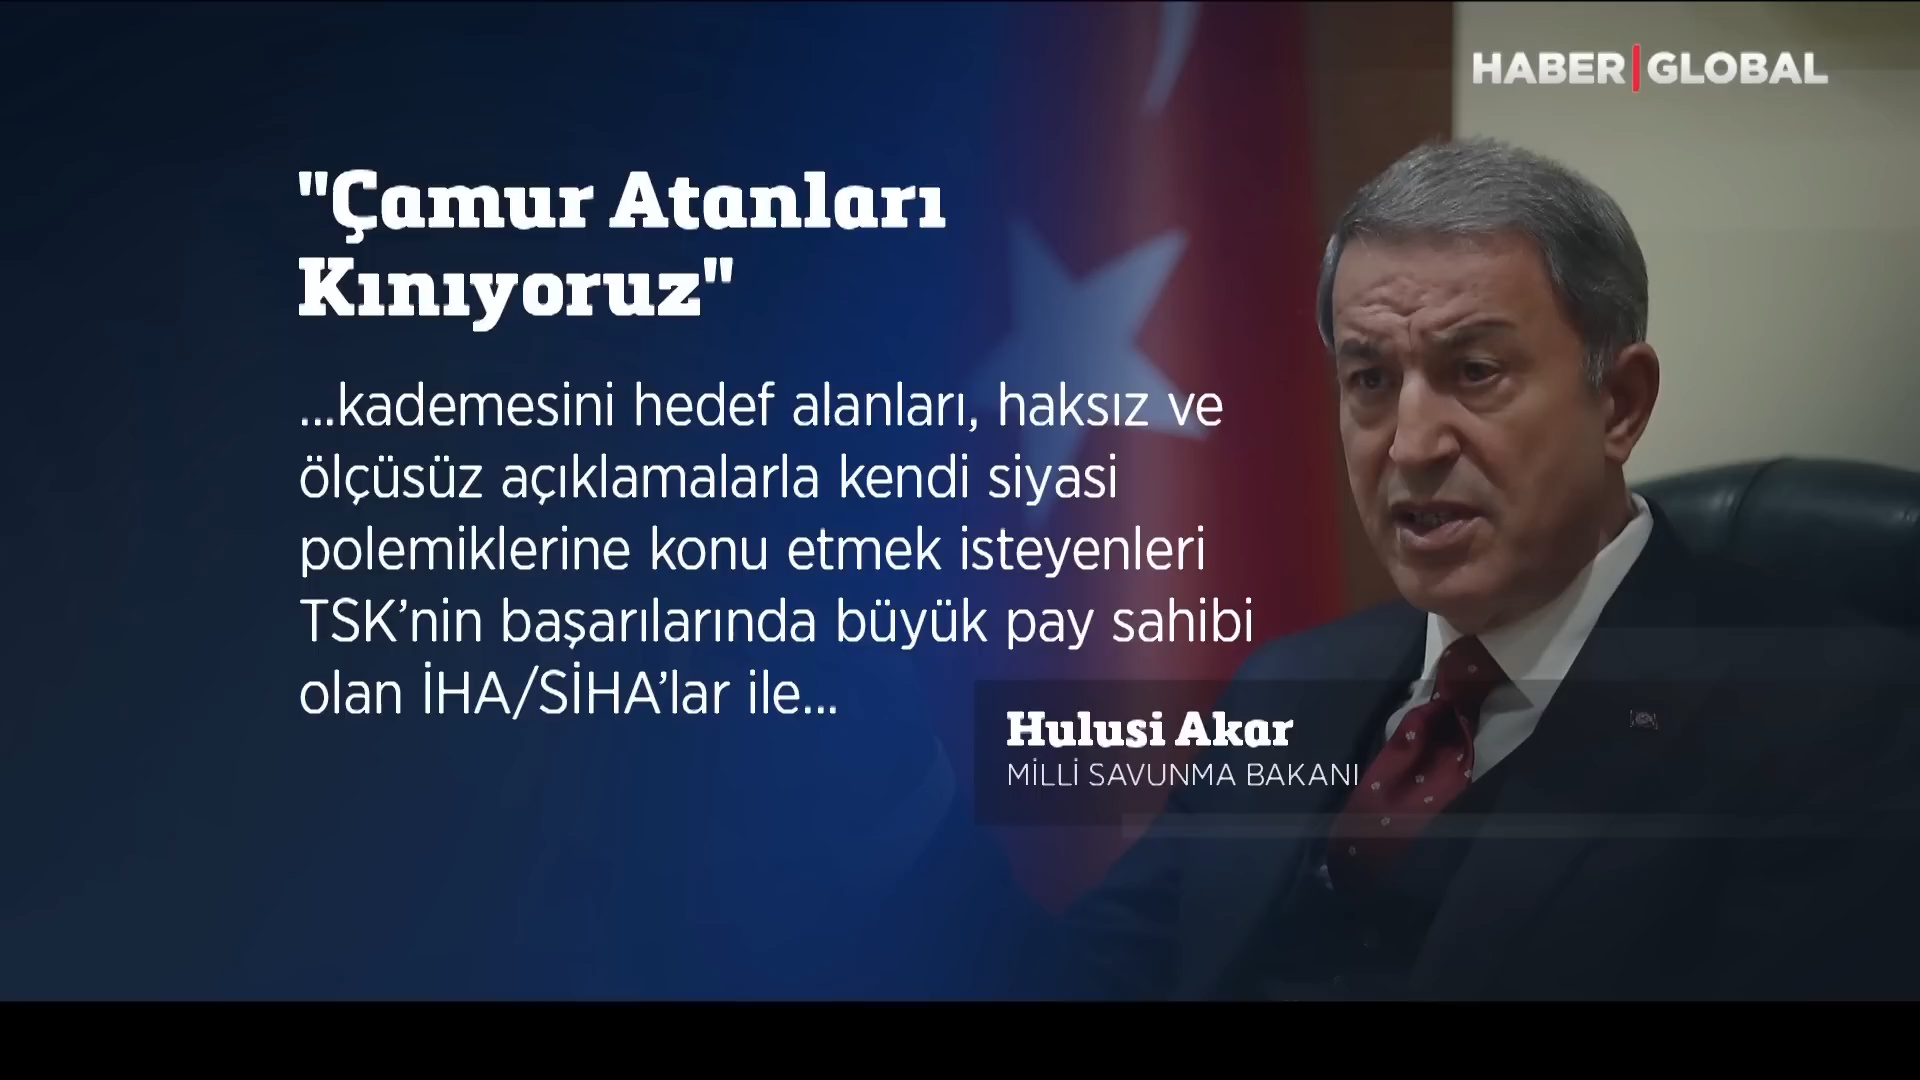 HABER|GLOBAL
"Çamur Atanları
Kınıyoruz"
...kademesini hedef alanları, haksız ve
ölçüsüz açıklamalarla kendi siyasi
polemiklerine konu etmek isteyenleri
TSK’nin başarılarında büyük pay sahibi
olan İHA/SİHA’lar ile...
Hulusi Akar
MİLLİ SAVUNMA BAKANI